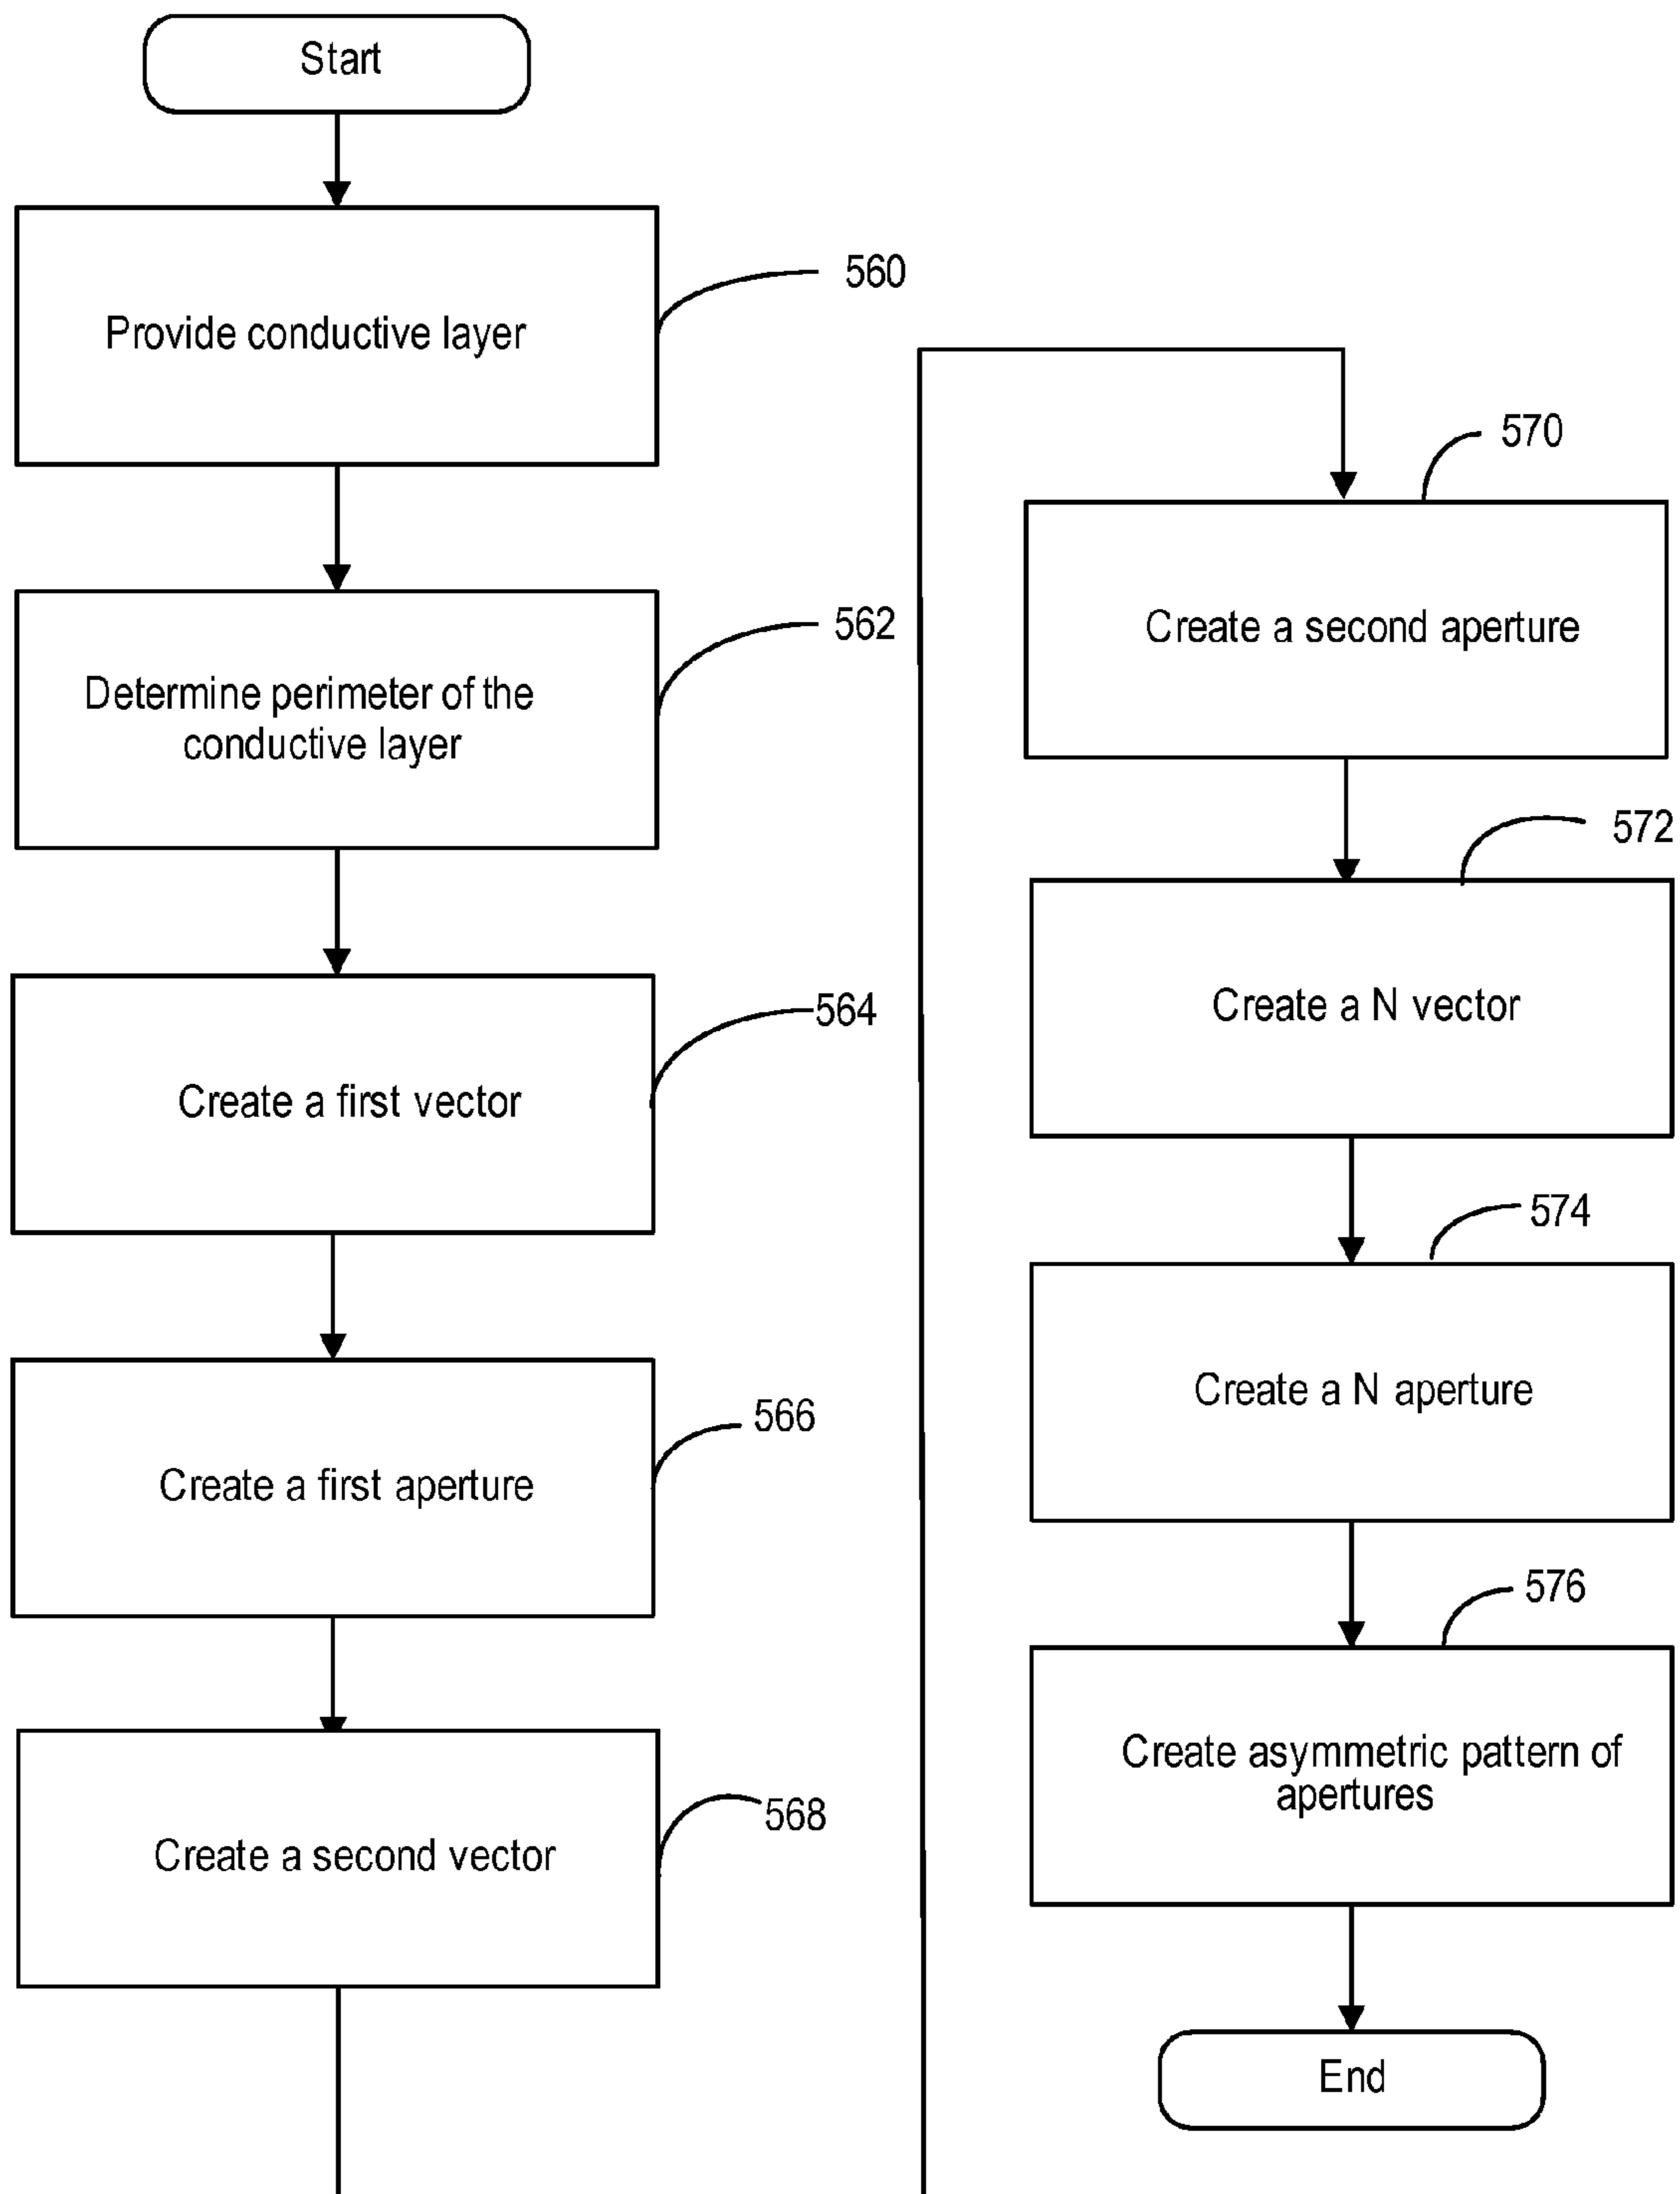 Start
Provide conductive layer
560
Determine perimeter of the
conductive layer
562
Create a first vector
564
Create a first aperture
566
Create a second vector
568
570
Create a second aperture
572
Create a N vector
574
Create a N aperture
576
Create asymmetric pattern of
apertures
End